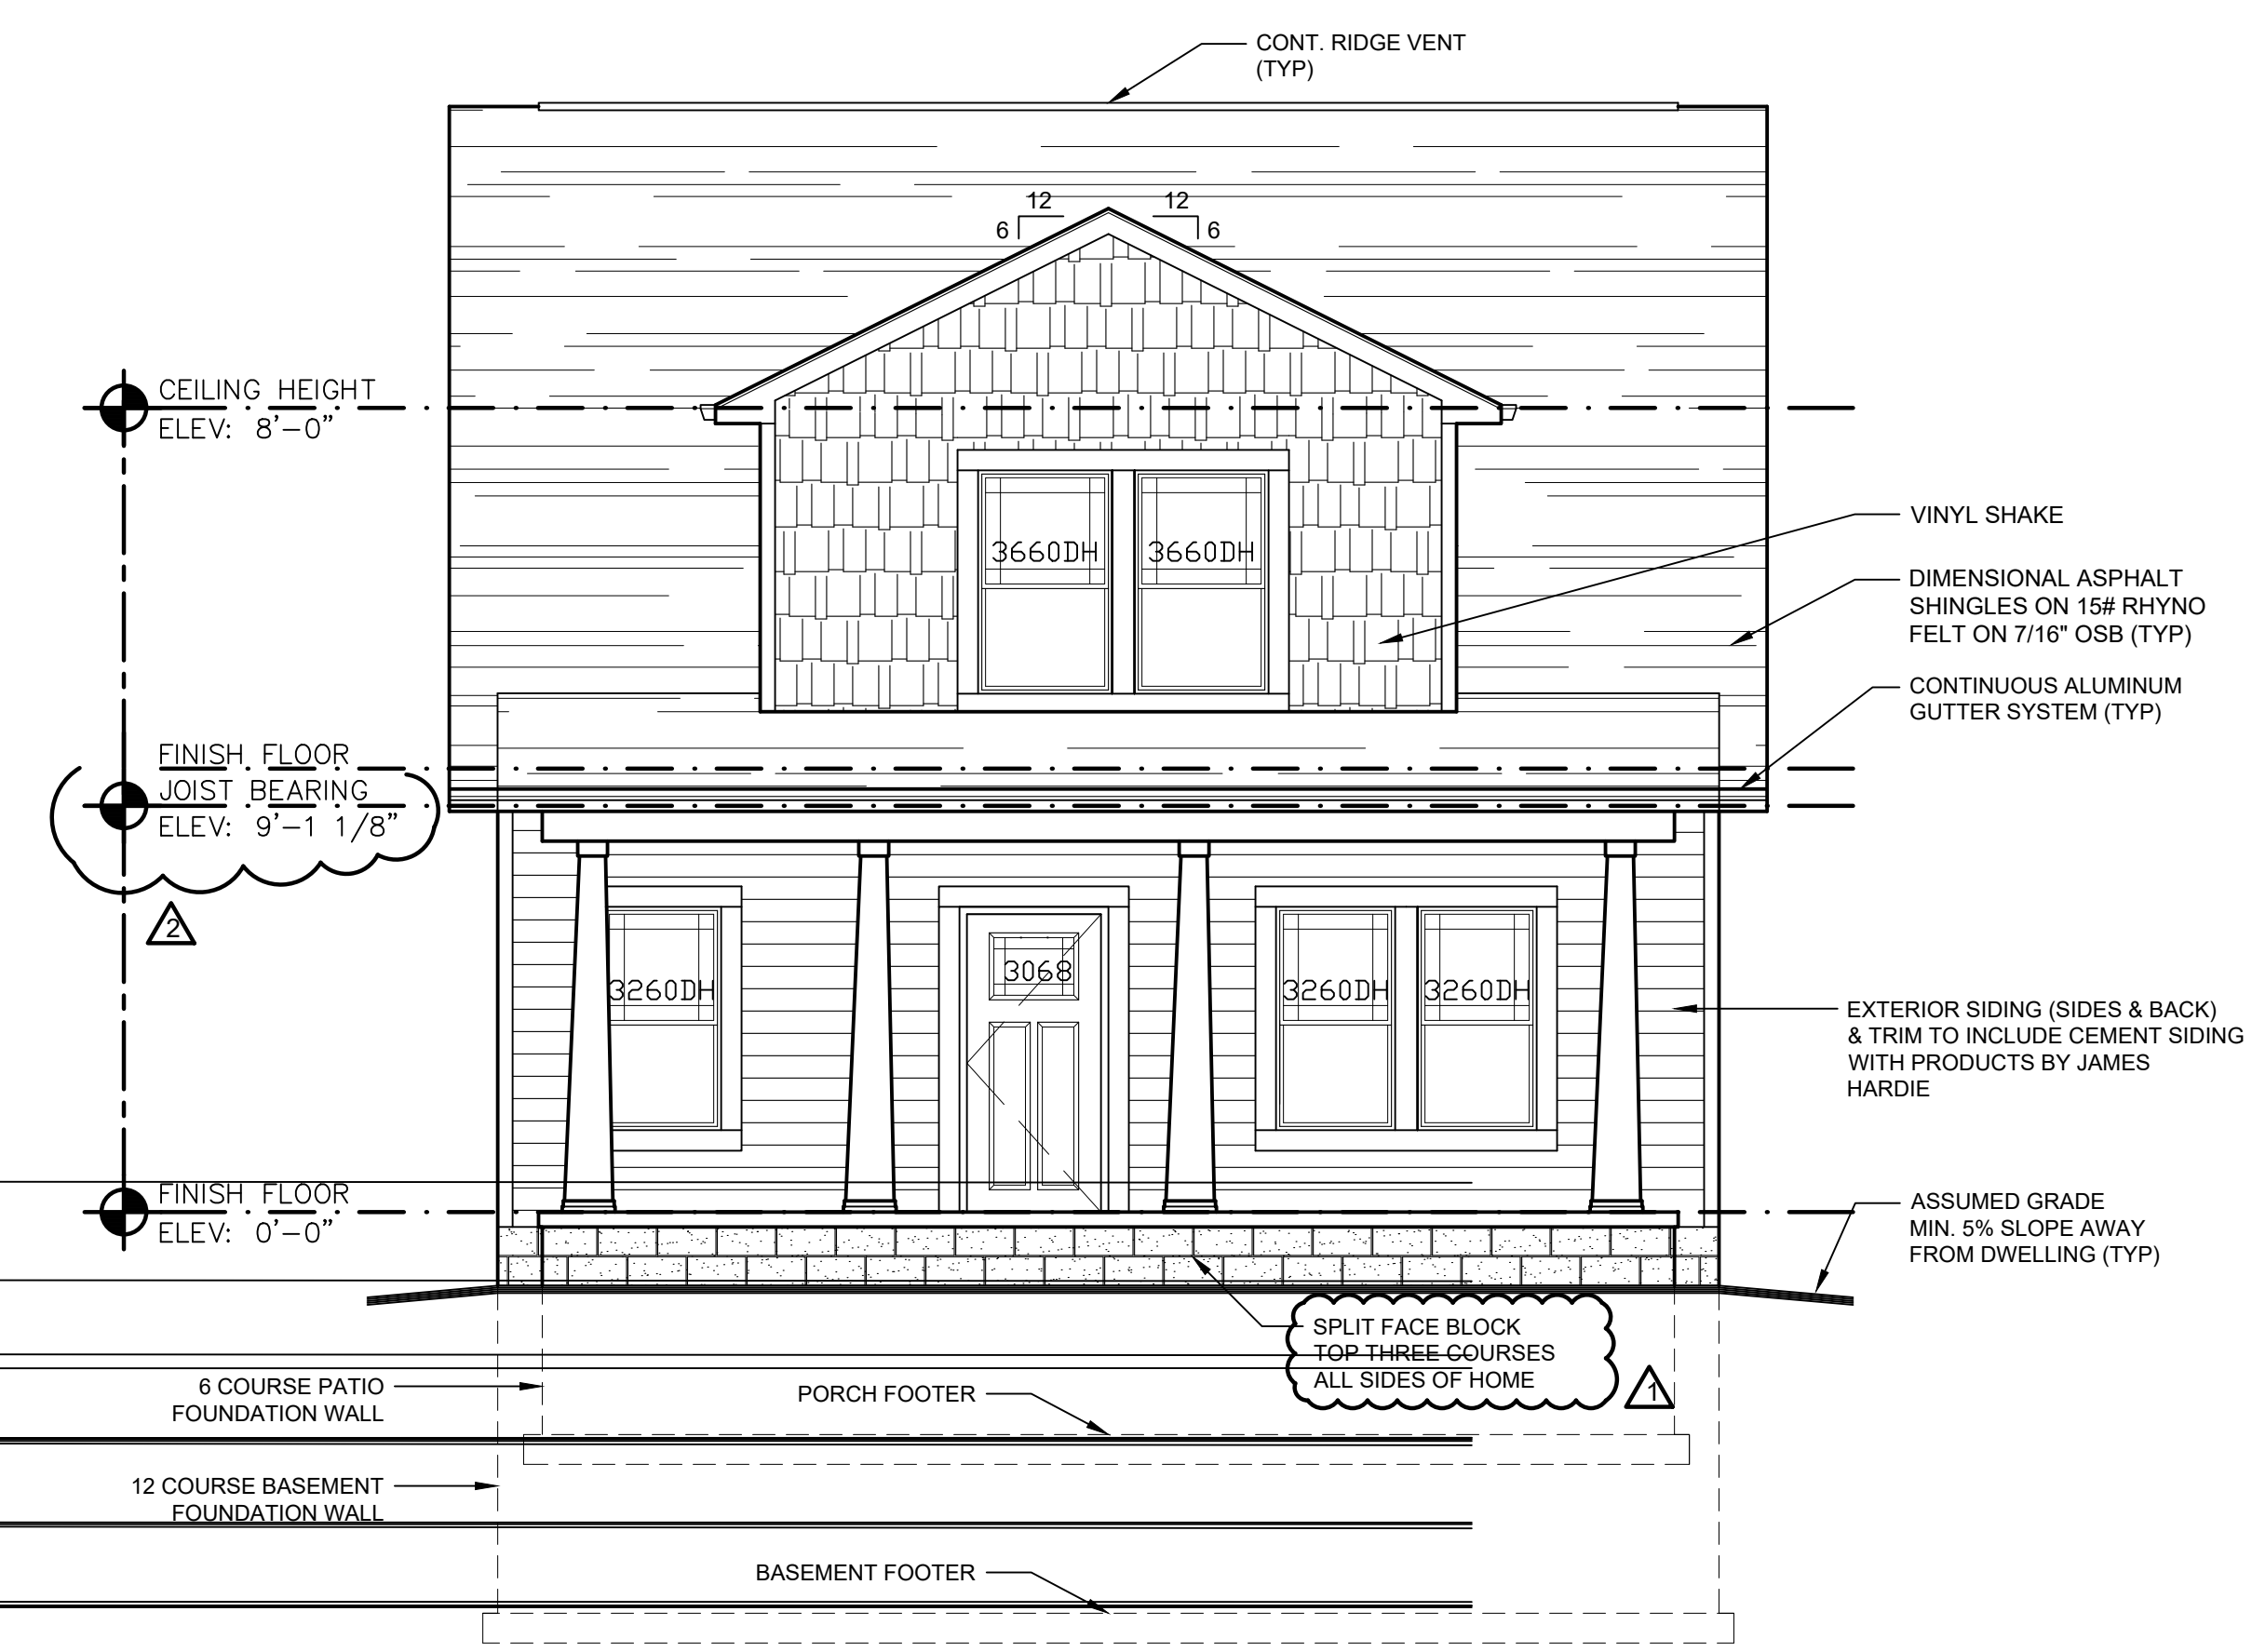 CONT. RIDGE VENT
(TYP)
12
12
6
6
CEILING HEIGHT
ELEV: 8'-0"
3660DH
3660DH
VINYL SHAKE
DIMENSIONAL ASPHALT
SHINGLES ON 15# RHYNO
FELT ON 7/16" OSB (TYP)
CONTINUOUS ALUMINUM
GUTTER SYSTEM (TYP)
FINISH FLOOR
JOIST BEARING
ELEV: 9'-1 1/8"
2
3260DH
3068
3260DH
3260DH
EXTERIOR SIDING (SIDES & BACK)
& TRIM TO INCLUDE CEMENT SIDING
WITH PRODUCTS BY JAMES
HARDIE
FINISH FLOOR
ELEV: 0'-0"
ASSUMED GRADE
MIN. 5% SLOPE AWAY
FROM DWELLING (TYP)
SPLIT FACE BLOCK
TOP THREE COURSES
ALL SIDES OF HOME
1
6 COURSE PATIO
FOUNDATION WALL
PORCH FOOTER
12 COURSE BASEMENT
FOUNDATION WALL
BASEMENT FOOTER